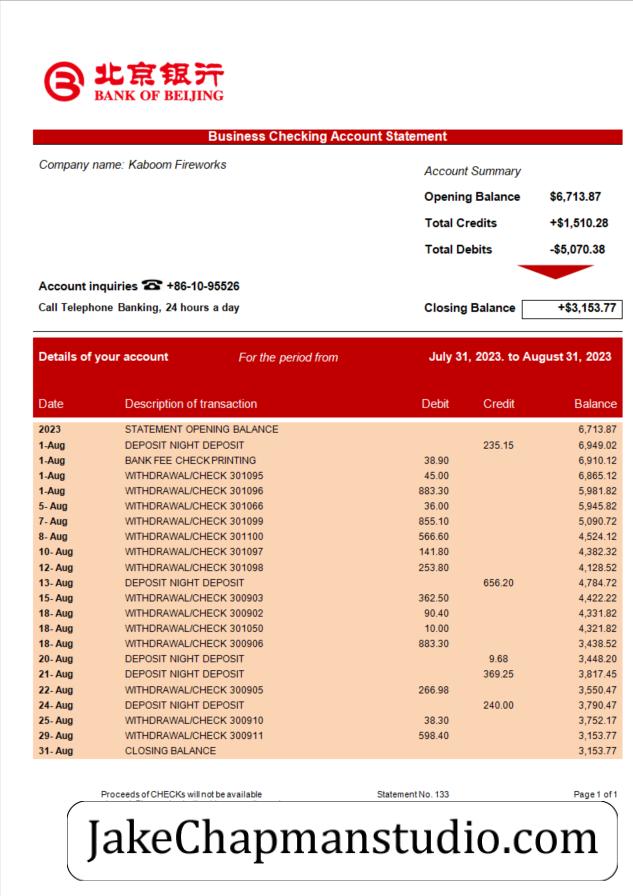 北京银行
BANK OF BEIJING
Business Checking Account Statement
Company name: Kaboom Fireworks
Account Summary
Opening Balance $6,713.87
Total Credits +$1,510.28
Total Debits -$5,070.38
Account inquiries ☎ +86-10-95526
Call Telephone Banking, 24 hours a day
Closing Balance +$3,153.77
Details of your account For the period from July 31, 2023. to August 31, 2023
Date Description of transaction Debit Credit Balance
2023 STATEMENT OPENING BALANCE 6,713.87
1-Aug DEPOSIT NIGHT DEPOSIT 235.15 6,949.02
1-Aug BANK FEE CHECK PRINTING 38.90 6,910.12
1-Aug WITHDRAWAL/CHECK 301095 45.00 6,865.12
1-Aug WITHDRAWAL/CHECK 301096 883.30 5,981.82
5- Aug WITHDRAWAL/CHECK 301066 36.00 5,945.82
7- Aug WITHDRAWAL/CHECK 301099 855.10 5,090.72
8- Aug WITHDRAWAL/CHECK 301100 566.60 4,524.12
10- Aug WITHDRAWAL/CHECK 301097 141.80 4,382.32
12- Aug WITHDRAWAL/CHECK 301098 253.80 4,128.52
13- Aug DEPOSIT NIGHT DEPOSIT 656.20 4,784.72
15- Aug WITHDRAWAL/CHECK 300903 362.50 4,422.22
18- Aug WITHDRAWAL/CHECK 300902 90.40 4,331.82
18- Aug WITHDRAWAL/CHECK 301050 10.00 4,321.82
18- Aug WITHDRAWAL/CHECK 300906 883.30 3,438.52
20- Aug DEPOSIT NIGHT DEPOSIT 9.68 3,448.20
21- Aug DEPOSIT NIGHT DEPOSIT 369.25 3,817.45
22- Aug WITHDRAWAL/CHECK 300905 266.98 3,550.47
24- Aug DEPOSIT NIGHT DEPOSIT 240.00 3,790.47
25- Aug WITHDRAWAL/CHECK 300910 38.30 3,752.17
29- Aug WITHDRAWAL/CHECK 300911 598.40 3,153.77
31- Aug CLOSING BALANCE 3,153.77
Proceeds of CHECKs will not be available Statement No. 133 Page 1 of 1
JakeChapmanstudio.com